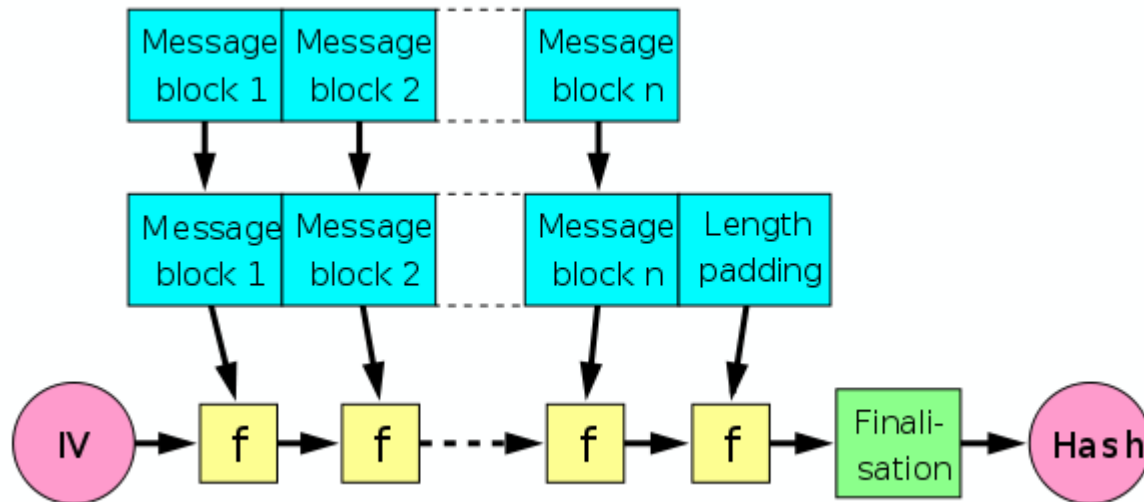 Message
block 1
Message
block 2
Message
block n
Message
block 1
Message
block 2
Message
block n
Length
padding
IV
f
f
f
f
Finali-
sation
Hash